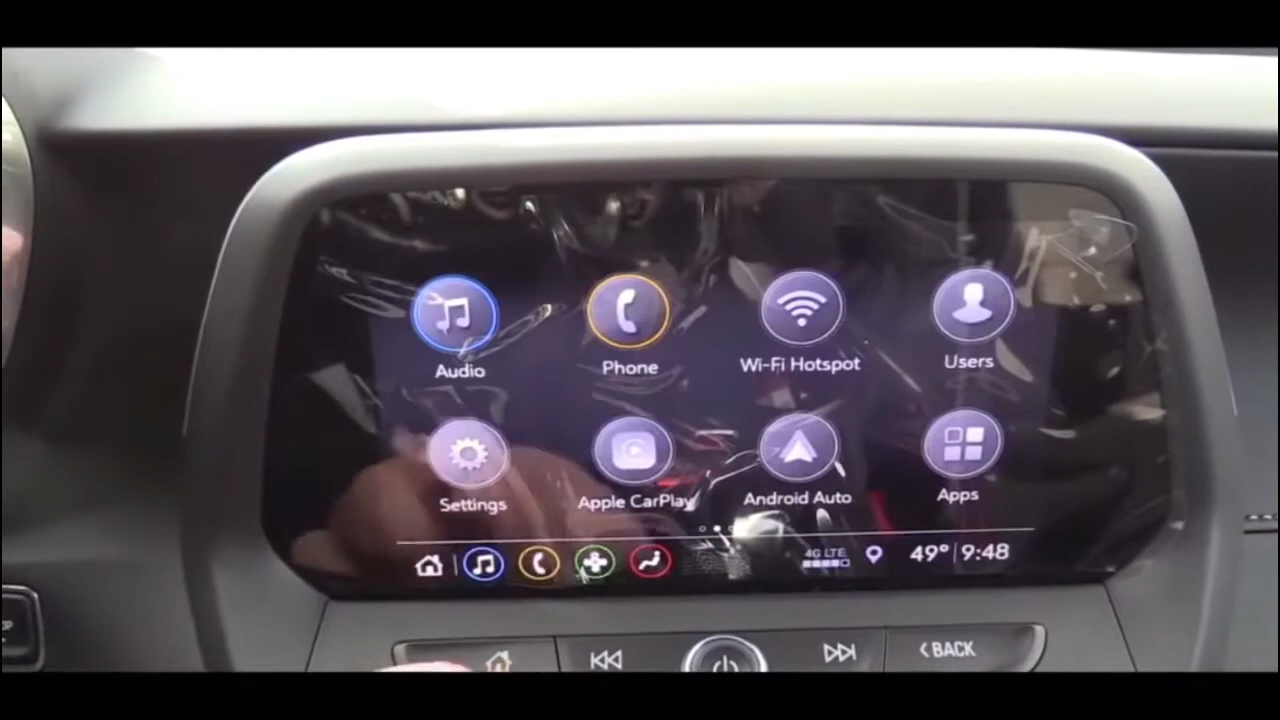 Audio
Phone
Wi-Fi Hotspot
Users
Settings
Apple CarPlay
Android Auto
Apps
4G LTE
49° 9:48
BACK